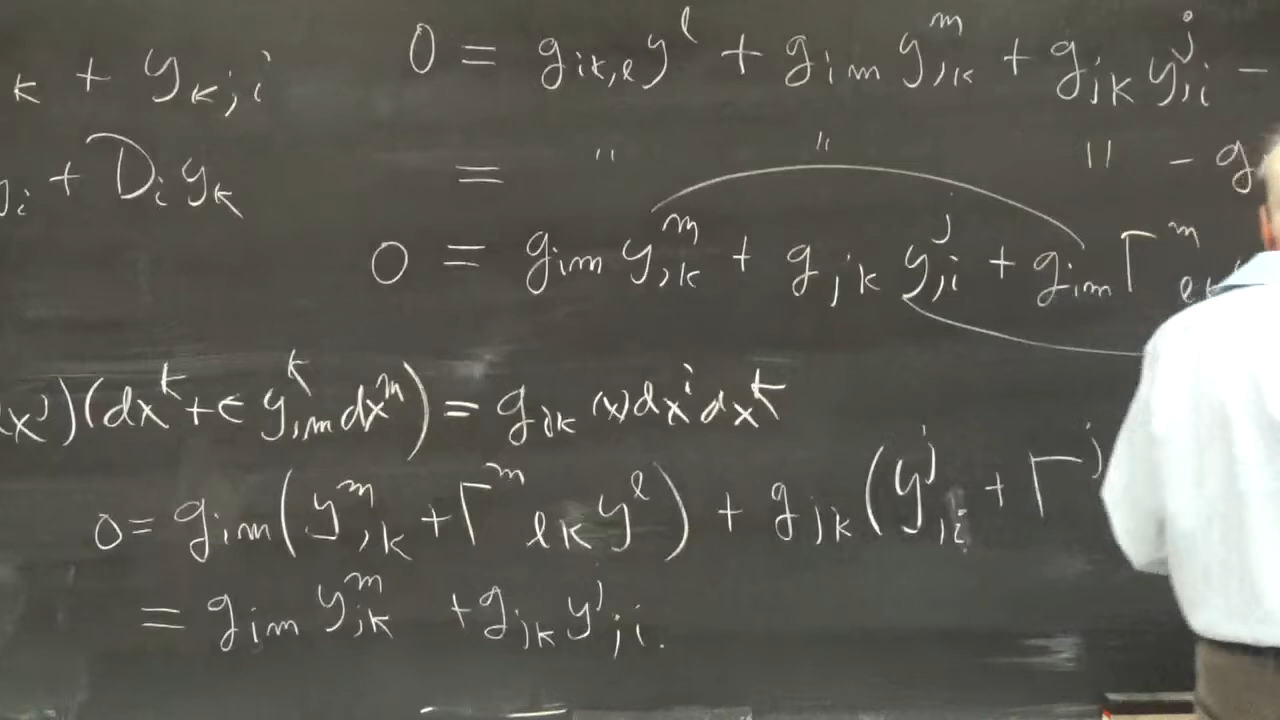 k + y_{k;i}
0 = g_{ik,l} y^l + g_{im} y^m_{,k} + g_{jk} y^j_{,i} -
+ D_i y_k
= " " " - g
0 = g_{im} y^m_{,k} + g_{jk} y^j_{,i} + g_{im} Γ^m_{lk}
)(dx^k + ϵ y^k_{,m} dx^m) = g_{ik} (x) dx^i dx^k
0 = g_{im} (y^m_{,k} + Γ^m_{lk} y^l) + g_{jk} (y^j_{,i} + Γ^j
= g_{im} y^m_{;k} + g_{jk} y^j_{;i}.